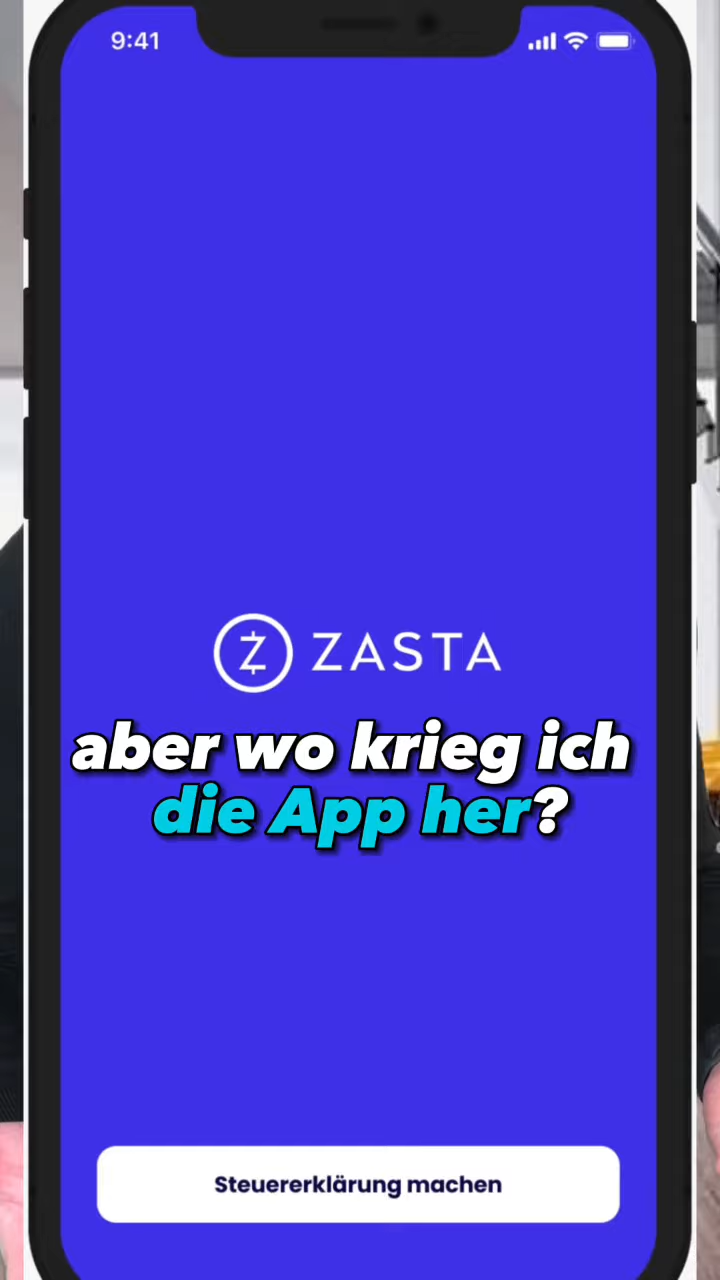 9:41
Z ZASTA
aber wo krieg ich
die App her?
Steuererklärung machen